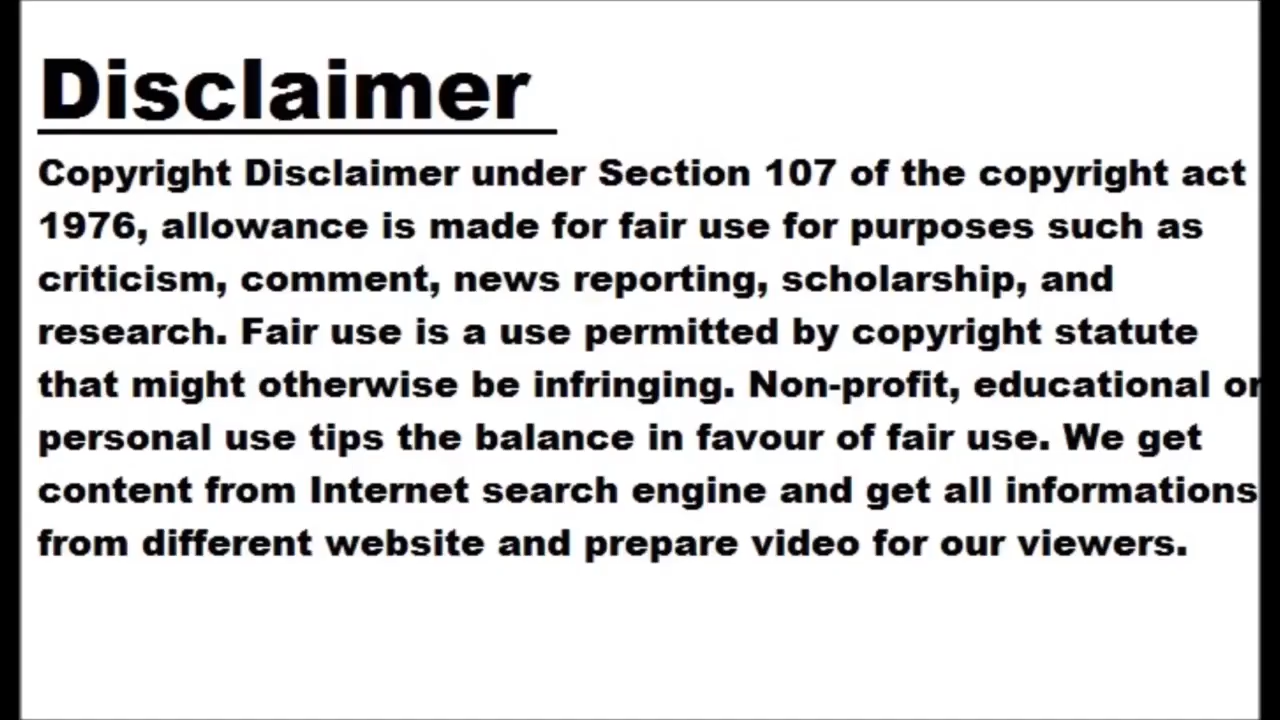 Disclaimer
Copyright Disclaimer under Section 107 of the copyright act
1976, allowance is made for fair use for purposes such as
criticism, comment, news reporting, scholarship, and
research. Fair use is a use permitted by copyright statute
that might otherwise be infringing. Non-profit, educational or
personal use tips the balance in favour of fair use. We get
content from Internet search engine and get all informations
from different website and prepare video for our viewers.